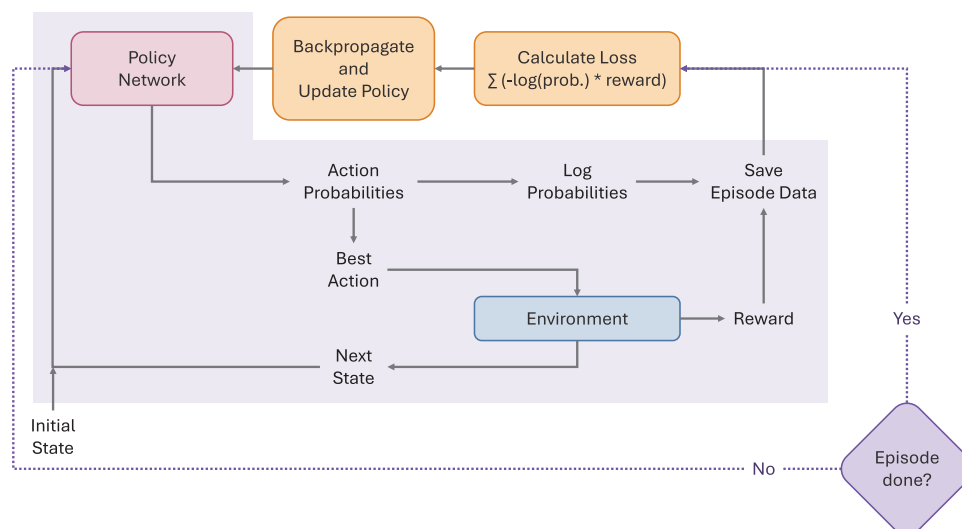 Policy
Network
Backpropagate
and
Update Policy
Calculate Loss
∑ (-log(prob.) * reward)
Action
Probabilities
Log
Probabilities
Save
Episode Data
Best
Action
Environment
Reward
Yes
Next
State
Initial
State
No
Episode
done?